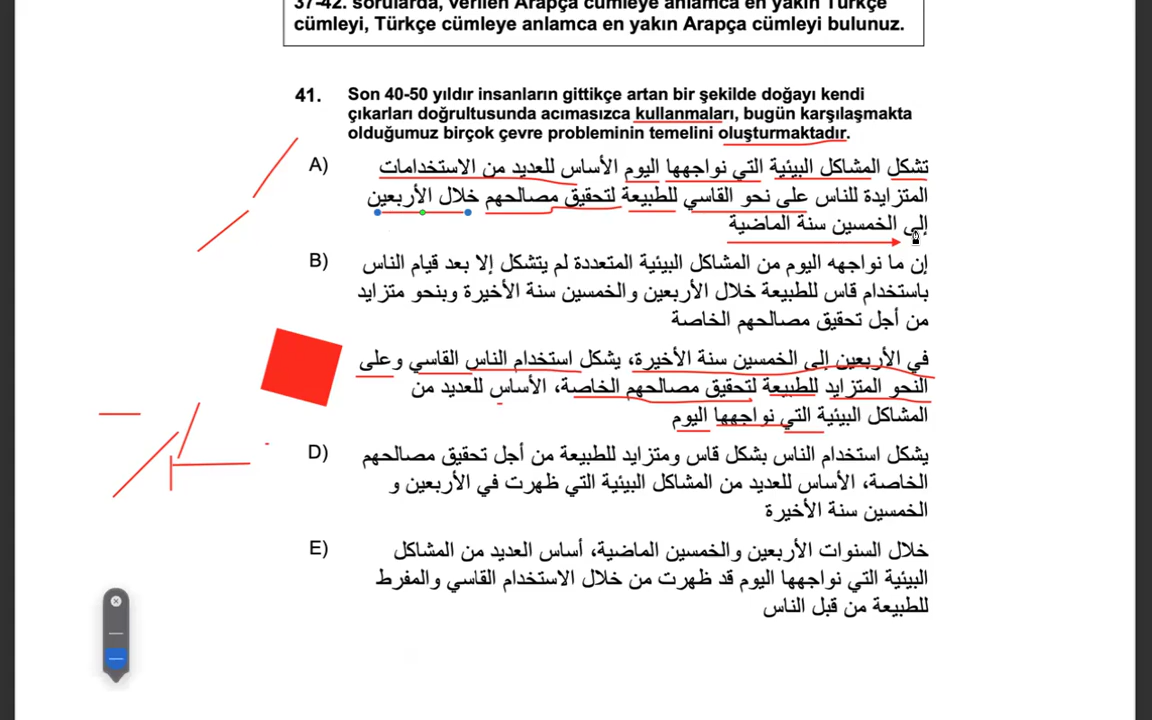 37-42. sorularda, verilen Arapça cümleye anlamca en yakın Türkçe
cümleyi, Türkçe cümleye anlamca en yakın Arapça cümleyi bulunuz.
41. Son 40-50 yıldır insanların gittikçe artan bir şekilde doğayı kendi
çıkarları doğrultusunda acımasızca kullanmaları, bugün karşılaşmakta
olduğumuz birçok çevre probleminin temelini oluşturmaktadır.
A) تشكل المشاكل البيئية التي نواجهها اليوم الأساس للعديد من الاستخدامات
المتزايدة للناس على نحو القاسي للطبيعة لتحقيق مصالحهم خلال الأربعين
إلى الخمسين سنة الماضية
B) إن ما نواجهه اليوم من المشاكل البيئية المتعددة لم يتشكل إلا بعد قيام الناس
باستخدام قاس للطبيعة خلال الأربعين والخمسين سنة الأخيرة وبنحو متزايد
من أجل تحقيق مصالحهم الخاصة
في الأربعين إلى الخمسين سنة الأخيرة، يشكل استخدام الناس القاسي وعلى
النحو المتزايد للطبيعة لتحقيق مصالحهم الخاصة، الأساس للعديد من
المشاكل البيئية التي نواجهها اليوم
D) يشكل استخدام الناس بشكل قاس ومتزايد للطبيعة من أجل تحقيق مصالحهم
الخاصة، الأساس للعديد من المشاكل البيئية التي ظهرت في الأربعين و
الخمسين سنة الأخيرة
E) خلال السنوات الأربعين والخمسين الماضية، أساس العديد من المشاكل
البيئية التي نواجهها اليوم قد ظهرت من خلال الاستخدام القاسي والمفرط
للطبيعة من قبل الناس